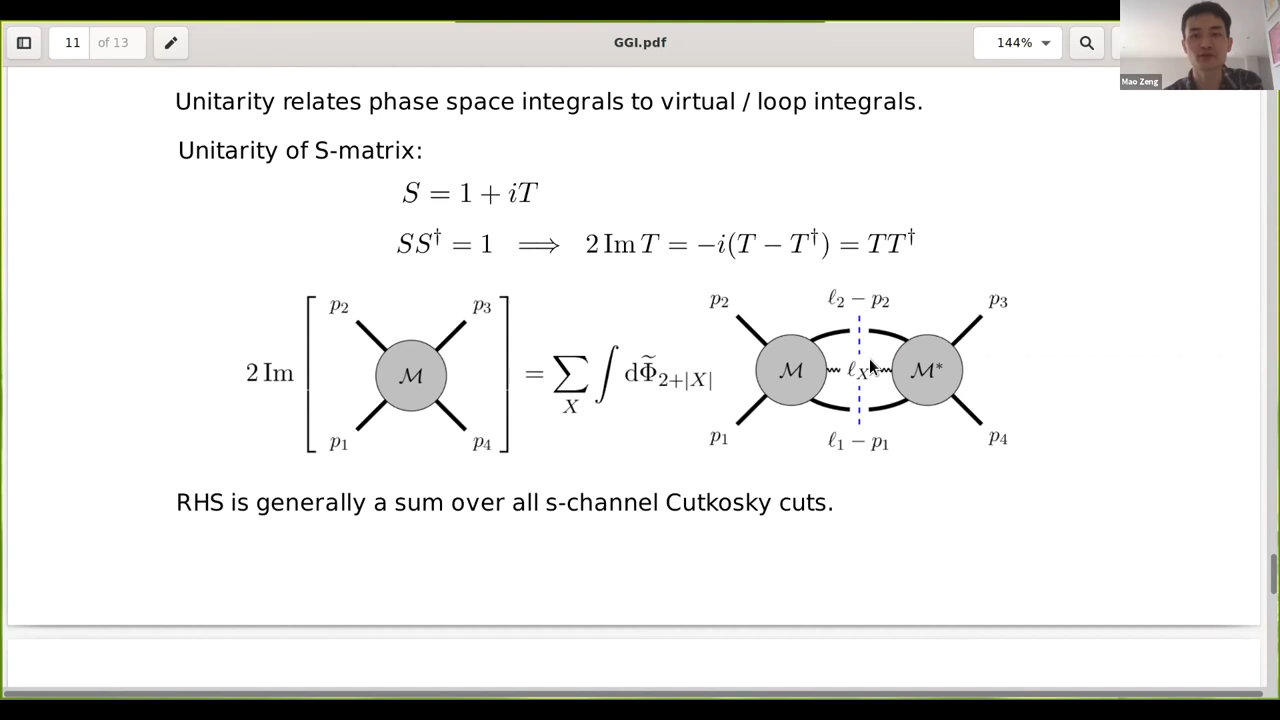 11 of 13
GGI.pdf
144%
Mao Zeng
Unitarity relates phase space integrals to virtual / loop integrals.
Unitarity of S-matrix:
S = 1 + iT
SS† = 1 ⟹ 2 Im T = −i(T − T†) = TT†
p₂ p₃ p₂ ℓ₂ − p₂ p₃
2 Im [ M ] = ∑ ∫ dΦ̃₂₊|X| M ℓX M*
X
p₁ p₄ p₁ ℓ₁ − p₁ p₄
RHS is generally a sum over all s-channel Cutkosky cuts.